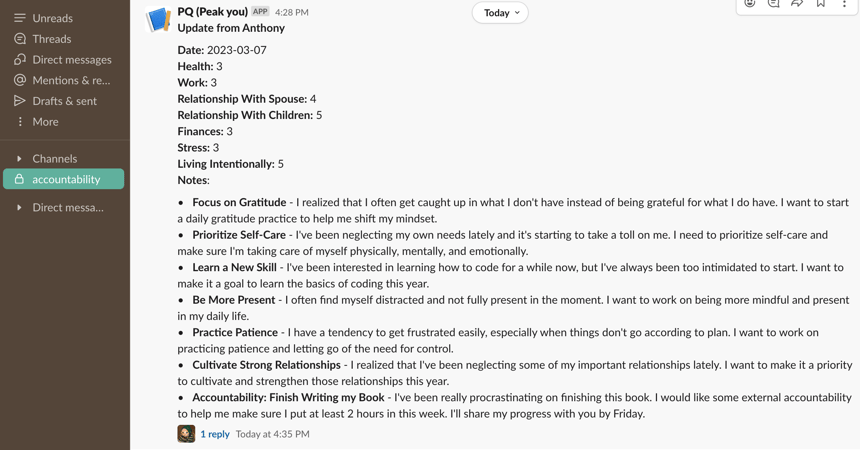 Unreads
Threads
Direct messages
Mentions & re...
Drafts & sent
More
Channels
accountability
Direct messa...
PQ (Peak you) APP 4:28 PM
Today
Update from Anthony
Date: 2023-03-07
Health: 3
Work: 3
Relationship With Spouse: 4
Relationship With Children: 5
Finances: 3
Stress: 3
Living Intentionally: 5
Notes:
• Focus on Gratitude - I realized that I often get caught up in what I don't have instead of being grateful for what I do have. I want to start
a daily gratitude practice to help me shift my mindset.
• Prioritize Self-Care - I've been neglecting my own needs lately and it's starting to take a toll on me. I need to prioritize self-care and
make sure I'm taking care of myself physically, mentally, and emotionally.
• Learn a New Skill - I've been interested in learning how to code for a while now, but I've always been too intimidated to start. I want to
make it a goal to learn the basics of coding this year.
• Be More Present - I often find myself distracted and not fully present in the moment. I want to work on being more mindful and present
in my daily life.
• Practice Patience - I have a tendency to get frustrated easily, especially when things don't go according to plan. I want to work on
practicing patience and letting go of the need for control.
• Cultivate Strong Relationships - I realized that I've been neglecting some of my important relationships lately. I want to make it a priority
to cultivate and strengthen those relationships this year.
• Accountability: Finish Writing my Book - I've been really procrastinating on finishing this book. I would like some external accountability
to help me make sure I put at least 2 hours in this week. I'll share my progress with you by Friday.
1 reply Today at 4:35 PM